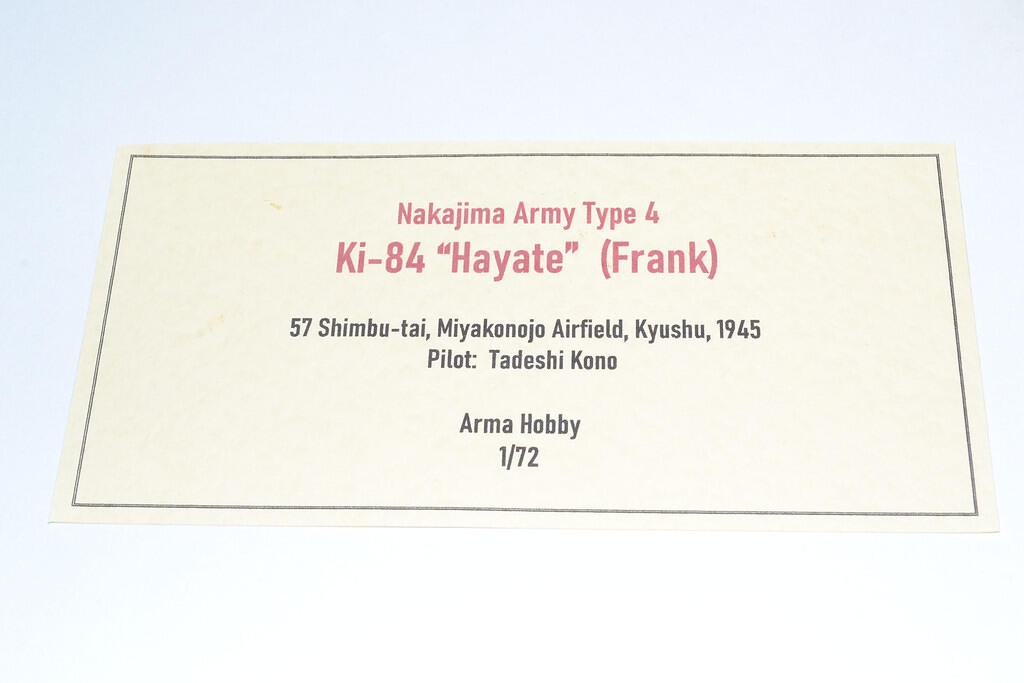 Nakajima Army Type 4
Ki-84 “Hayate” (Frank)
57 Shimbu-tai, Miyakonojo Airfield, Kyushu, 1945
Pilot: Tadeshi Kono
Arma Hobby
1/72